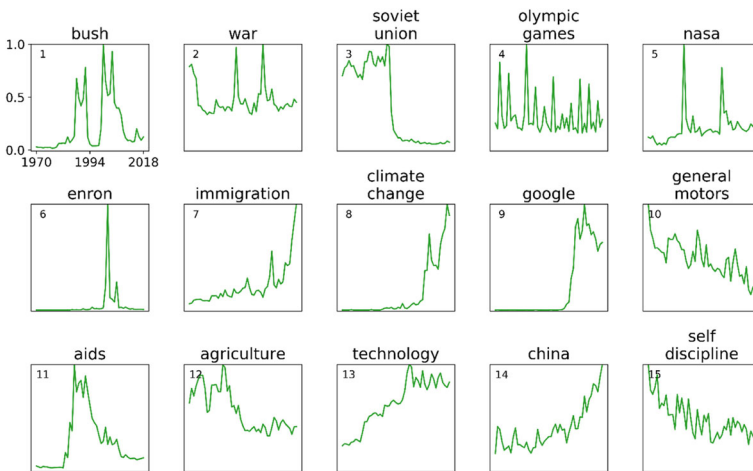 bush
war
soviet
union
olympic
games
nasa
1.0
0.5
0.0
1
2
3
4
5
1970
1994
2018
enron
immigration
climate
change
google
general
motors
6
7
8
9
10
aids
agriculture
technology
china
self
discipline
11
12
13
14
15